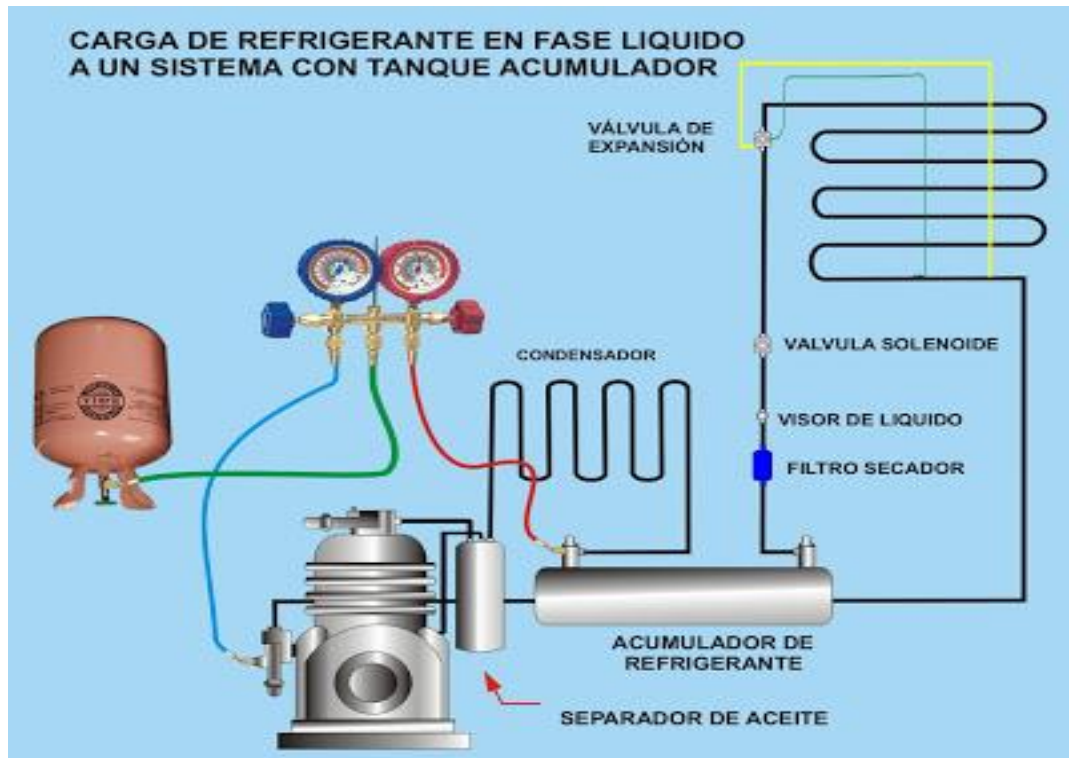 CARGA DE REFRIGERANTE EN FASE LIQUIDO
A UN SISTEMA CON TANQUE ACUMULADOR
VÁLVULA DE
EXPANSIÓN
VALVULA SOLENOIDE
CONDENSADOR
VISOR DE LIQUIDO
FILTRO SECADOR
ACUMULADOR DE
REFRIGERANTE
SEPARADOR DE ACEITE